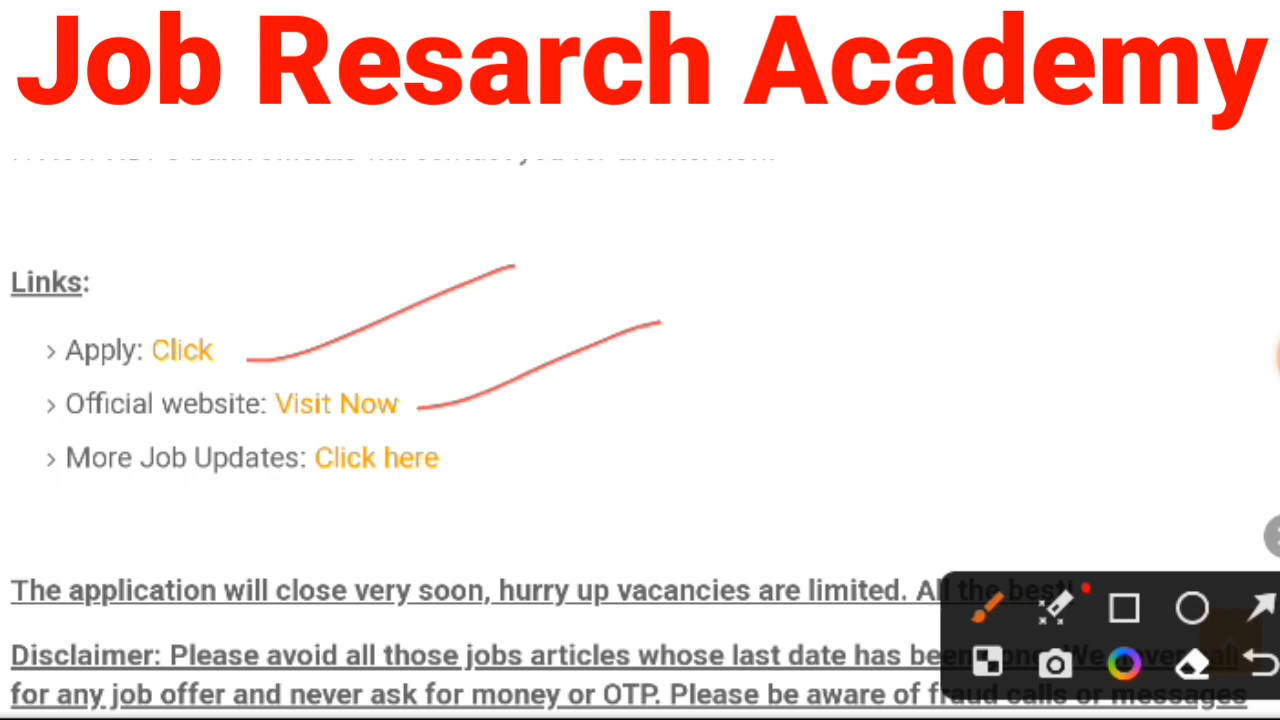 Job Resarch Academy
Links:
Apply: Click
Official website: Visit Now
More Job Updates: Click here
The application will close very soon, hurry up vacancies are limited. All the best!
Disclaimer: Please avoid all those jobs articles whose last date has been gone. We never call
for any job offer and never ask for money or OTP. Please be aware of fraud calls or messages